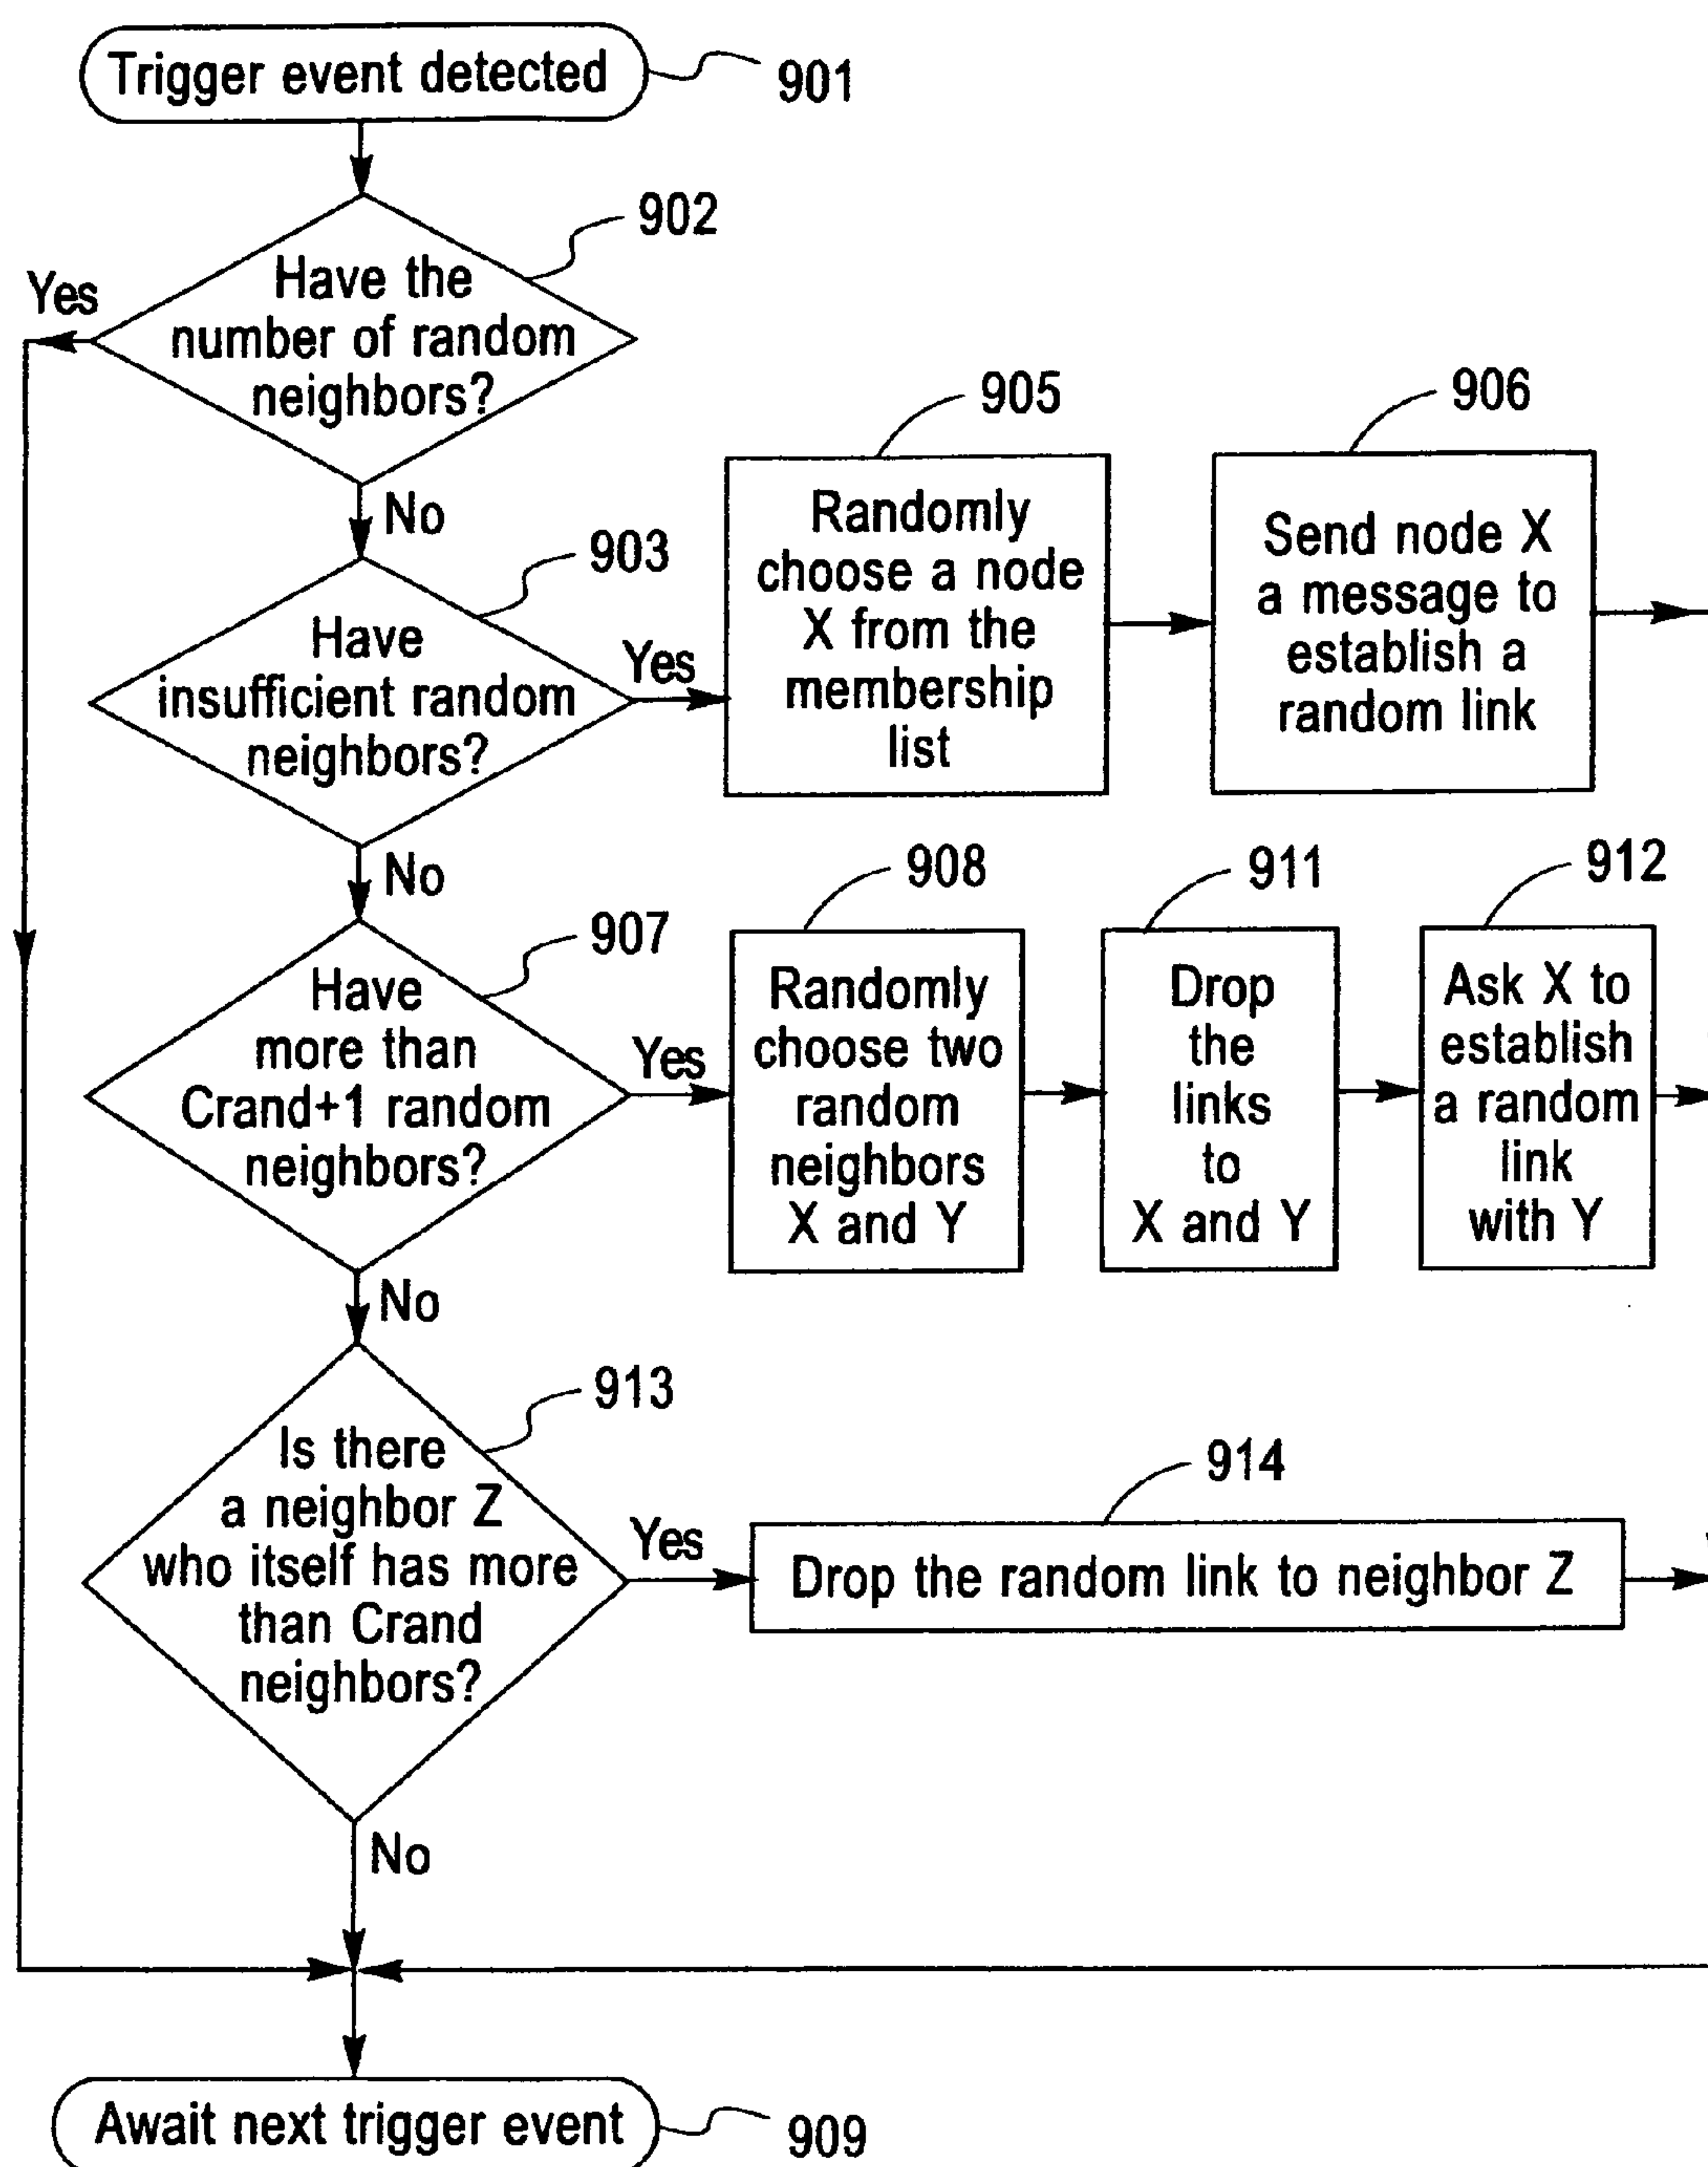 Trigger event detected
901
902
Have the
number of random
neighbors?
Yes
No
903
Have
insufficient random
neighbors?
Yes
No
905
Randomly
choose a node
X from the
membership
list
906
Send node X
a message to
establish a
random link
907
Have
more than
Crand+1 random
neighbors?
Yes
No
908
Randomly
choose two
random
neighbors
X and Y
911
Drop
the
links
to
X and Y
912
Ask X to
establish
a random
link
with Y
913
Is there
a neighbor Z
who itself has more
than Crand
neighbors?
Yes
No
914
Drop the random link to neighbor Z
Await next trigger event
909